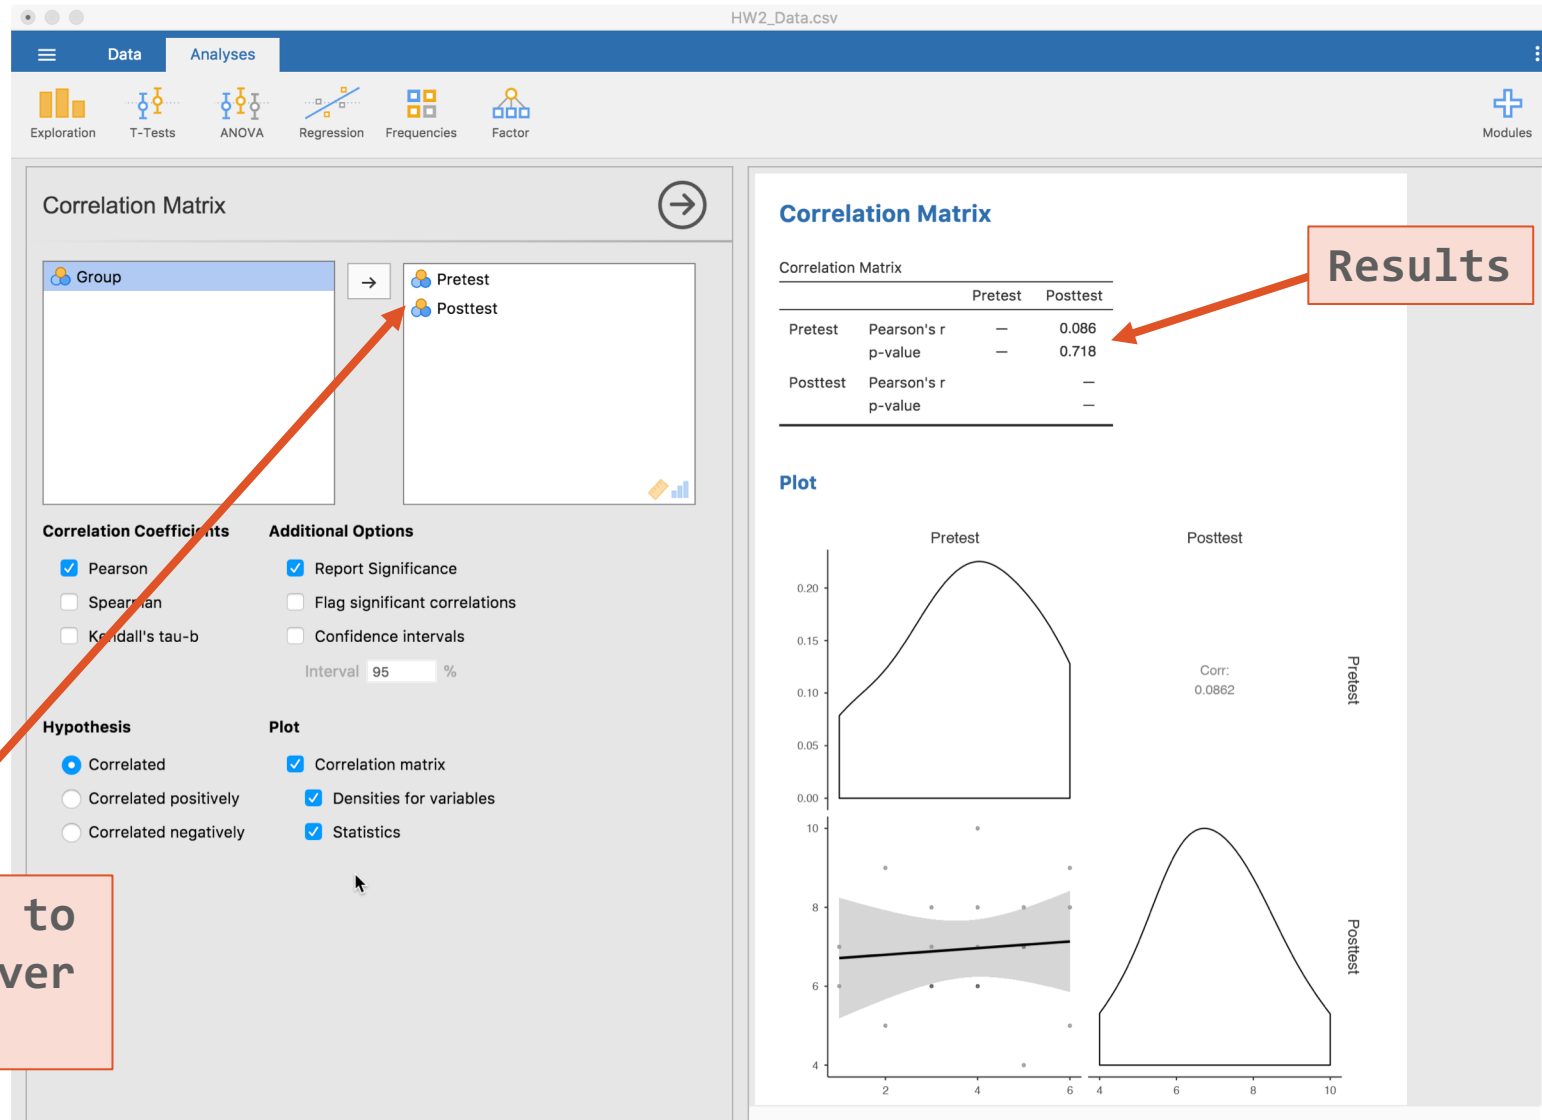 HW2_Data.csv
Data Analyses
Exploration T-Tests ANOVA Regression Frequencies Factor Modules
Correlation Matrix
Group
Pretest
Posttest
Correlation Coefficients Additional Options
Pearson Report Significance
Spearman Flag significant correlations
Kendall's tau-b Confidence intervals
Interval 95 %
Hypothesis Plot
Correlated Correlation matrix
Correlated positively Densities for variables
Correlated negatively Statistics
to
ver
Correlation Matrix
Results
Correlation Matrix
Pretest Posttest
Pretest Pearson's r — 0.086
p-value — 0.718
Posttest Pearson's r —
p-value —
Plot
Pretest Posttest
0.20
0.15
0.10
0.05
0.00
Corr:
0.0862
Pretest
10
8
6
4
Posttest
2 4 6 4 6 8 10